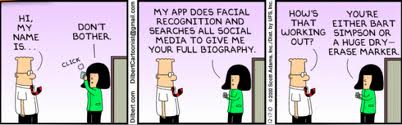 HI,
MY NAME
IS...
DON'T
BOTHER.
CLICK
Dilbert.com DilbertCartoonist@gmail.com
MY APP DOES FACIAL
RECOGNITION AND
SEARCHES ALL SOCIAL
MEDIA TO GIVE ME
YOUR FULL BIOGRAPHY.
HOW'S
THAT
WORKING
OUT?
YOU'RE
EITHER BART
SIMPSON OR
A HUGE DRY-
ERASE MARKER.
Scott Adams, Inc./Dist. by UFS, Inc.